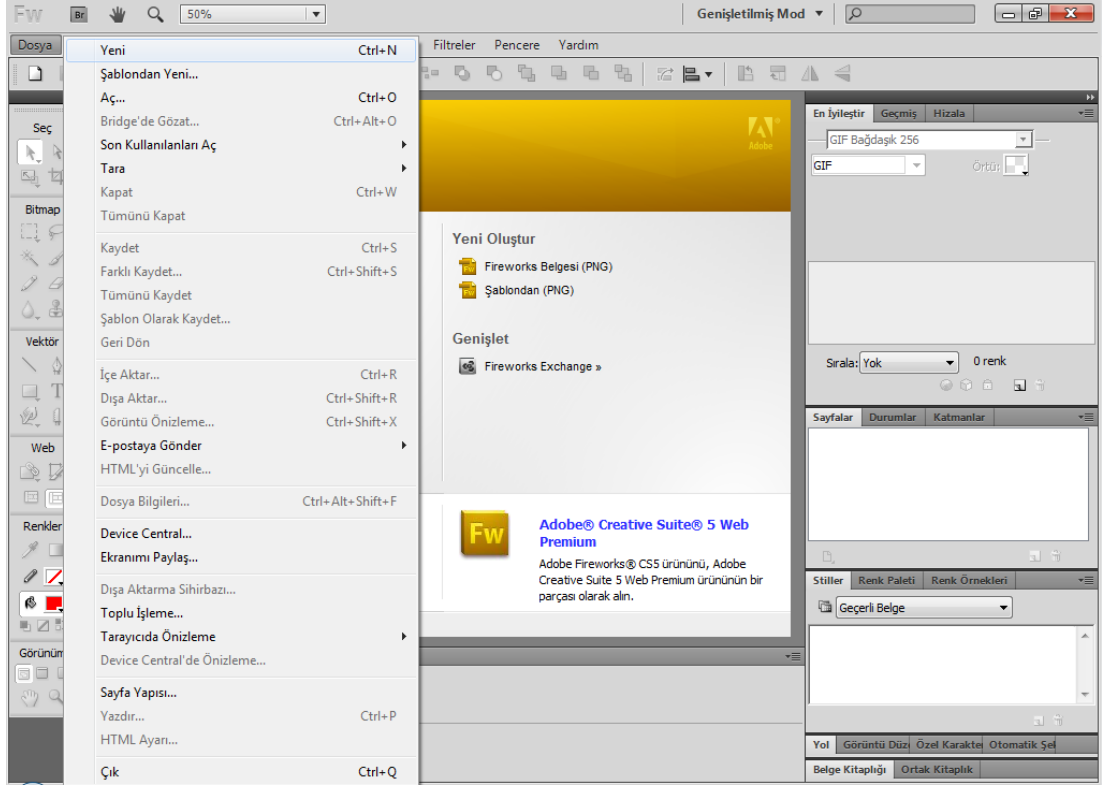 Fw
Br
50%
Genişletilmiş Mod
Dosya
Filtreler
Pencere
Yardım
Yeni Ctrl+N
Şablondan Yeni...
Aç... Ctrl+O
Bridge'de Gözat... Ctrl+Alt+O
Son Kullanılanları Aç
Tara
Kapat Ctrl+W
Tümünü Kapat
Kaydet Ctrl+S
Farklı Kaydet... Ctrl+Shift+S
Tümünü Kaydet
Şablon Olarak Kaydet...
Geri Dön
İçe Aktar... Ctrl+R
Dışa Aktar... Ctrl+Shift+R
Görüntü Önizleme... Ctrl+Shift+X
E-postaya Gönder
HTML'yi Güncelle...
Dosya Bilgileri... Ctrl+Alt+Shift+F
Device Central...
Ekranımı Paylaş...
Dışa Aktarma Sihirbazı...
Toplu İşleme...
Tarayıcıda Önizleme
Device Central'de Önizleme...
Sayfa Yapısı...
Yazdır... Ctrl+P
HTML Ayarı...
Çık Ctrl+Q
Seç
Bitmap
Vektör
Web
Renkler
Görünüm
Adobe
Yeni Oluştur
Fireworks Belgesi (PNG)
Şablondan (PNG)
Genişlet
Fireworks Exchange »
Fw
Adobe® Creative Suite® 5 Web
Premium
Adobe Fireworks® CS5 ürününü, Adobe
Creative Suite 5 Web Premium ürününün bir
parçası olarak alın.
En İyileştir Geçmiş Hizala
GIF Bağdaşık 256
GIF
Örtü:
Sırala: Yok
0 renk
Sayfalar Durumlar Katmanlar
Stiller Renk Paleti Renk Örnekleri
Geçerli Belge
Yol Görüntü Düz Özel Karakte Otomatik Şek
Belge Kitaplığı Ortak Kitaplık